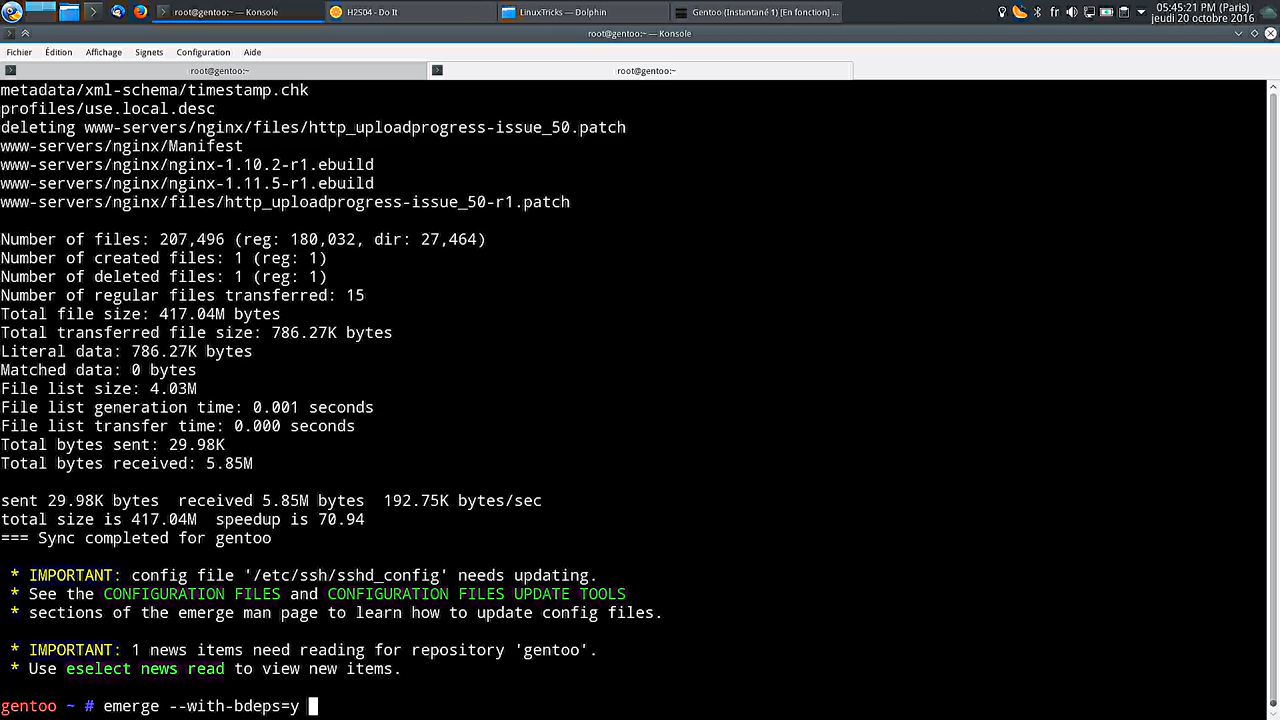 root@gentoo:~ — Konsole
H2S04 - Do It
LinuxTricks — Dolphin
Gentoo (Instantané 1) [En fonction] ...
fr
05:45:21 PM (Paris)
jeudi 20 octobre 2016
root@gentoo:~ — Konsole
Fichier Édition Affichage Signets Configuration Aide
root@gentoo:~
root@gentoo:~
metadata/xml-schema/timestamp.chk
profiles/use.local.desc
deleting www-servers/nginx/files/http_uploadprogress-issue_50.patch
www-servers/nginx/Manifest
www-servers/nginx/nginx-1.10.2-r1.ebuild
www-servers/nginx/nginx-1.11.5-r1.ebuild
www-servers/nginx/files/http_uploadprogress-issue_50-r1.patch
Number of files: 207,496 (reg: 180,032, dir: 27,464)
Number of created files: 1 (reg: 1)
Number of deleted files: 1 (reg: 1)
Number of regular files transferred: 15
Total file size: 417.04M bytes
Total transferred file size: 786.27K bytes
Literal data: 786.27K bytes
Matched data: 0 bytes
File list size: 4.03M
File list generation time: 0.001 seconds
File list transfer time: 0.000 seconds
Total bytes sent: 29.98K
Total bytes received: 5.85M
sent 29.98K bytes  received 5.85M bytes  192.75K bytes/sec
total size is 417.04M  speedup is 70.94
=== Sync completed for gentoo
* IMPORTANT: config file '/etc/ssh/sshd_config' needs updating.
* See the CONFIGURATION FILES and CONFIGURATION FILES UPDATE TOOLS
* sections of the emerge man page to learn how to update config files.
* IMPORTANT: 1 news items need reading for repository 'gentoo'.
* Use eselect news read to view new items.
gentoo ~ # emerge --with-bdeps=y